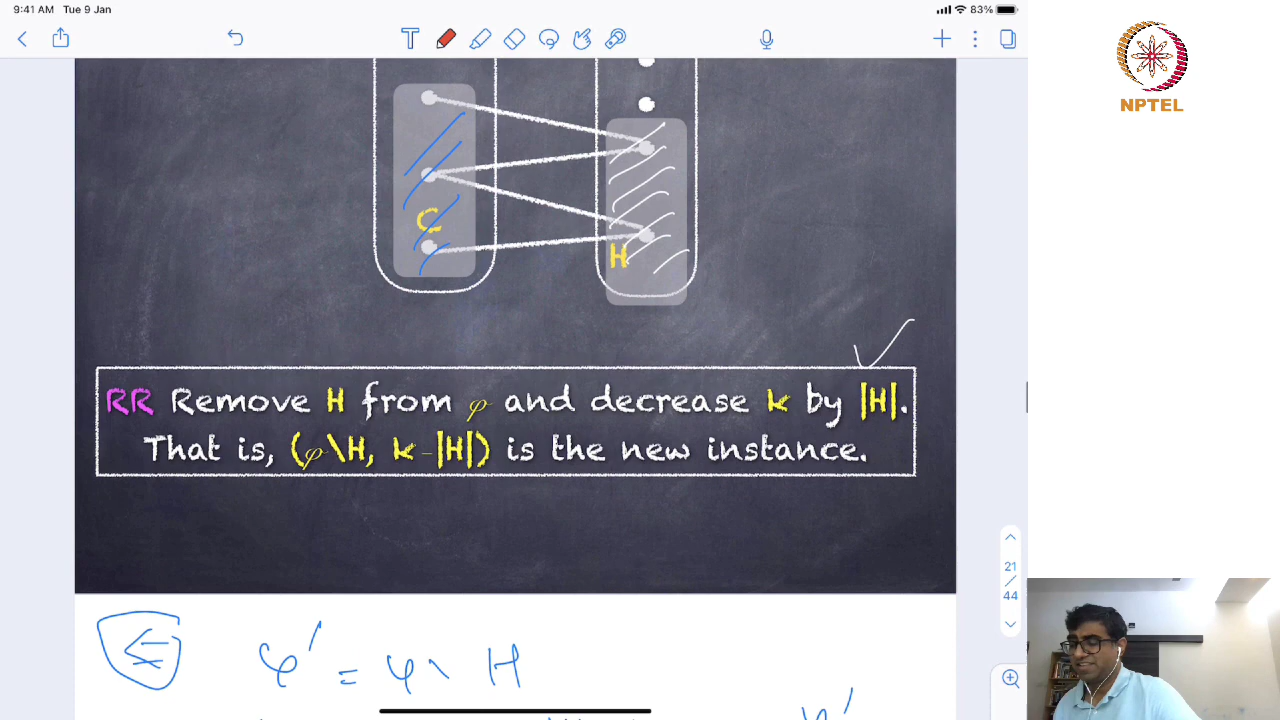 9:41 AM Tue 9 Jan
83%
NPTEL
C
H
RR Remove H from φ and decrease k by |H|.
That is, (φ\H, k-|H|) is the new instance.
21
/
44
⇐
φ' = φ \ H